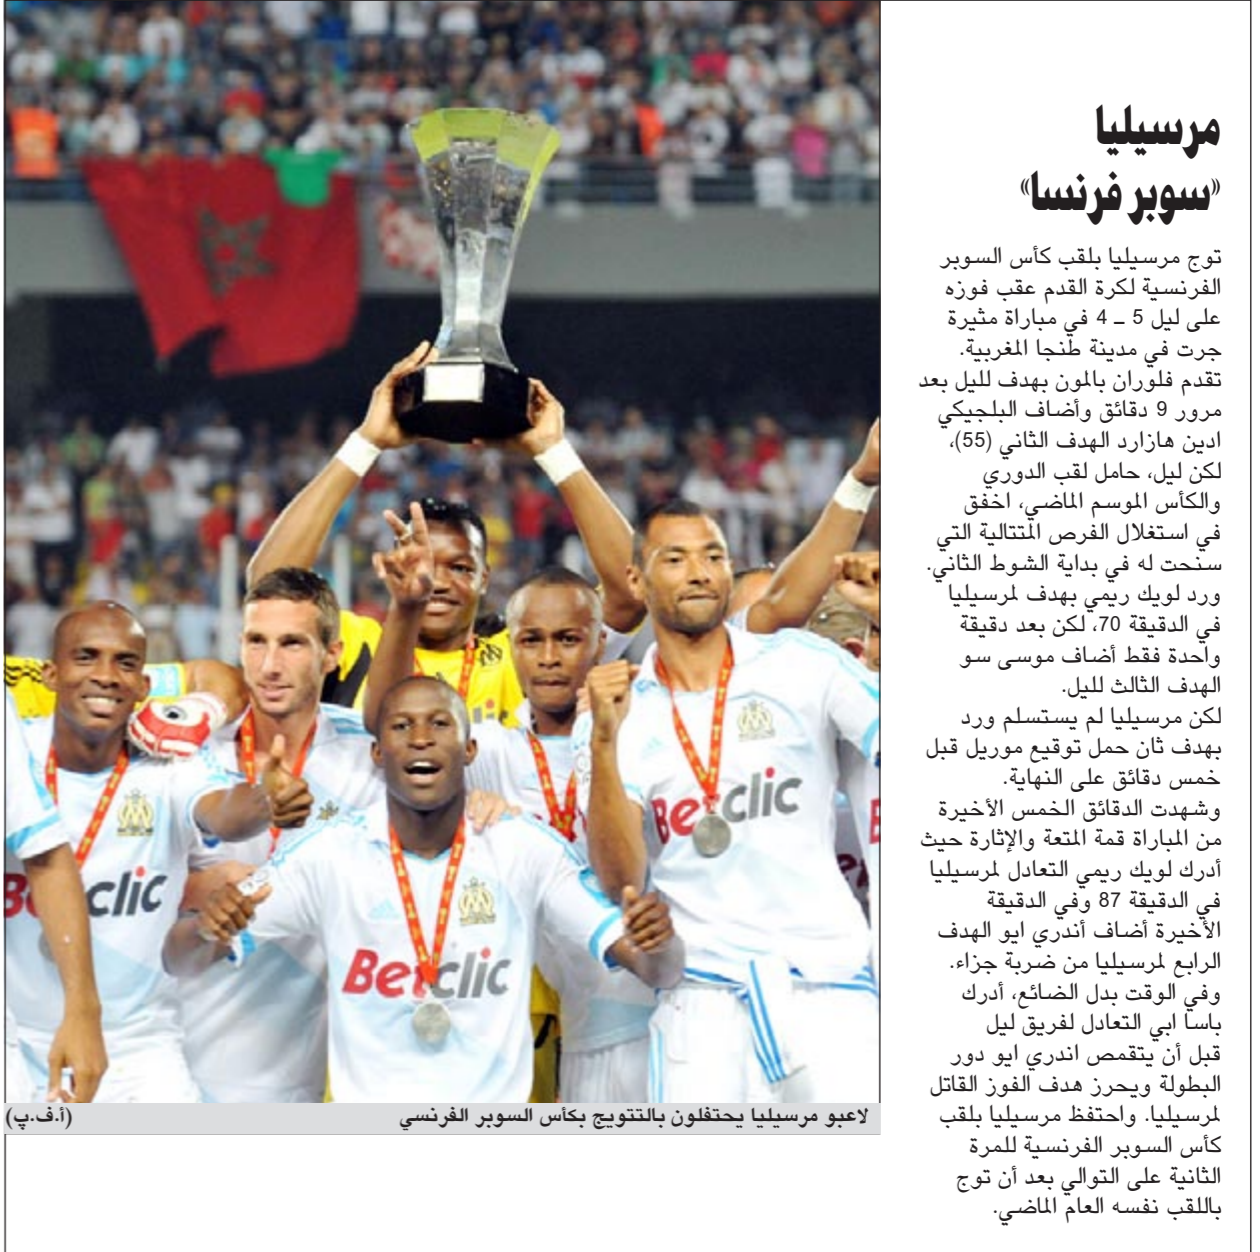 مرسيليا
«سوبر فرنسا»
توج مرسيليا بلقب كأس السوبر
الفرنسية لكرة القدم عقب فوزه
على ليل 5 ـ 4 في مباراة مثيرة
جرت في مدينة طنجا المغربية.
تقدم فلوران بالمون بهدف لليل بعد
مرور 9 دقائق وأضاف البلجيكي
ادين هازارد الهدف الثاني (55)،
لكن ليل، حامل لقب الدوري
والكأس الموسم الماضي، اخفق
في استغلال الفرص المتتالية التي
سنحت له في بداية الشوط الثاني.
ورد لويك ريمي بهدف لمرسيليا
في الدقيقة 70، لكن بعد دقيقة
واحدة فقط أضاف موسى سو
الهدف الثالث لليل.
لكن مرسيليا لم يستسلم ورد
بهدف ثان حمل توقيع موريل قبل
خمس دقائق على النهاية.
وشهدت الدقائق الخمس الأخيرة
من المباراة قمة المتعة والإثارة حيث
أدرك لويك ريمي التعادل لمرسيليا
في الدقيقة 87 وفي الدقيقة
الأخيرة أضاف أندري ايو الهدف
الرابع لمرسيليا من ضربة جزاء.
وفي الوقت بدل الضائع، أدرك
باسا ابي التعادل لفريق ليل
قبل أن يتقمص اندري ايو دور
البطولة ويحرز هدف الفوز القاتل
لمرسيليا. واحتفظ مرسيليا بلقب
كأس السوبر الفرنسية للمرة
الثانية على التوالي بعد أن توج
باللقب نفسه العام الماضي.
Betclic
Betclic
Betclic
لاعبو مرسيليا يحتفلون بالتتويج بكأس السوبر الفرنسي (أ.ف.پ)